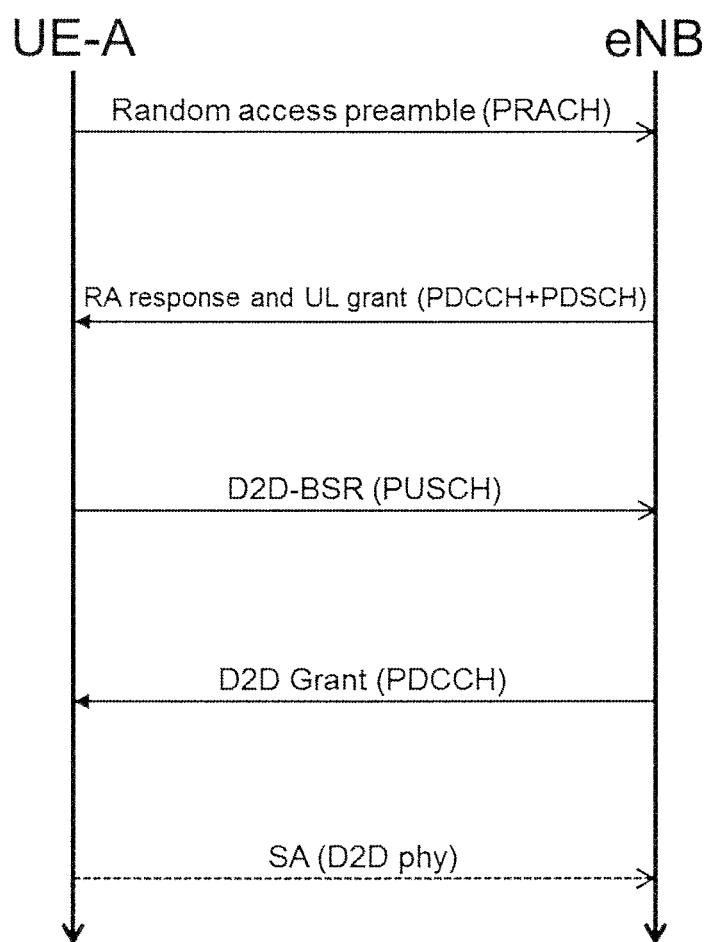 UE-A eNB
Random access preamble (PRACH)
RA response and UL grant (PDCCH+PDSCH)
D2D-BSR (PUSCH)
D2D Grant (PDCCH)
SA (D2D phy)